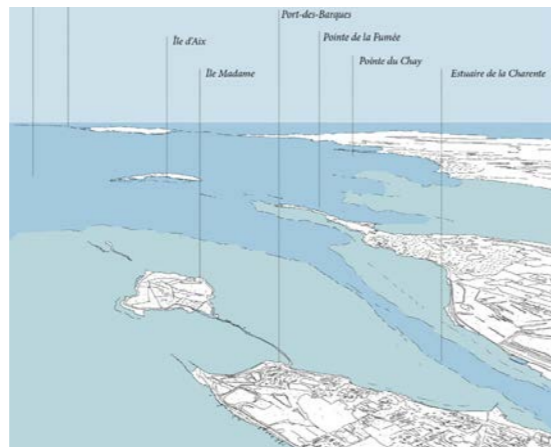 Port-des-Barques
Île d'Aix
Pointe de la Fumée
Pointe du Chay
Île Madame
Estuaire de la Charente